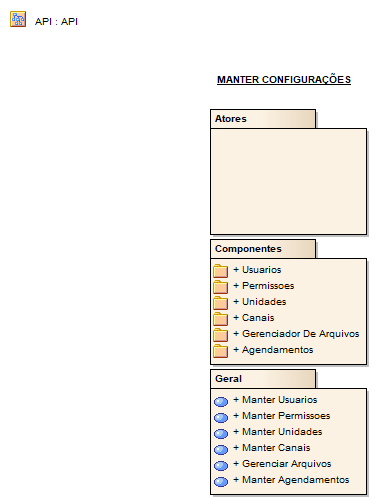 API : API
MANTER CONFIGURAÇÕES
Atores
Componentes
+ Usuarios
+ Permissoes
+ Unidades
+ Canais
+ Gerenciador De Arquivos
+ Agendamentos
Geral
+ Manter Usuarios
+ Manter Permissoes
+ Manter Unidades
+ Manter Canais
+ Gerenciar Arquivos
+ Manter Agendamentos